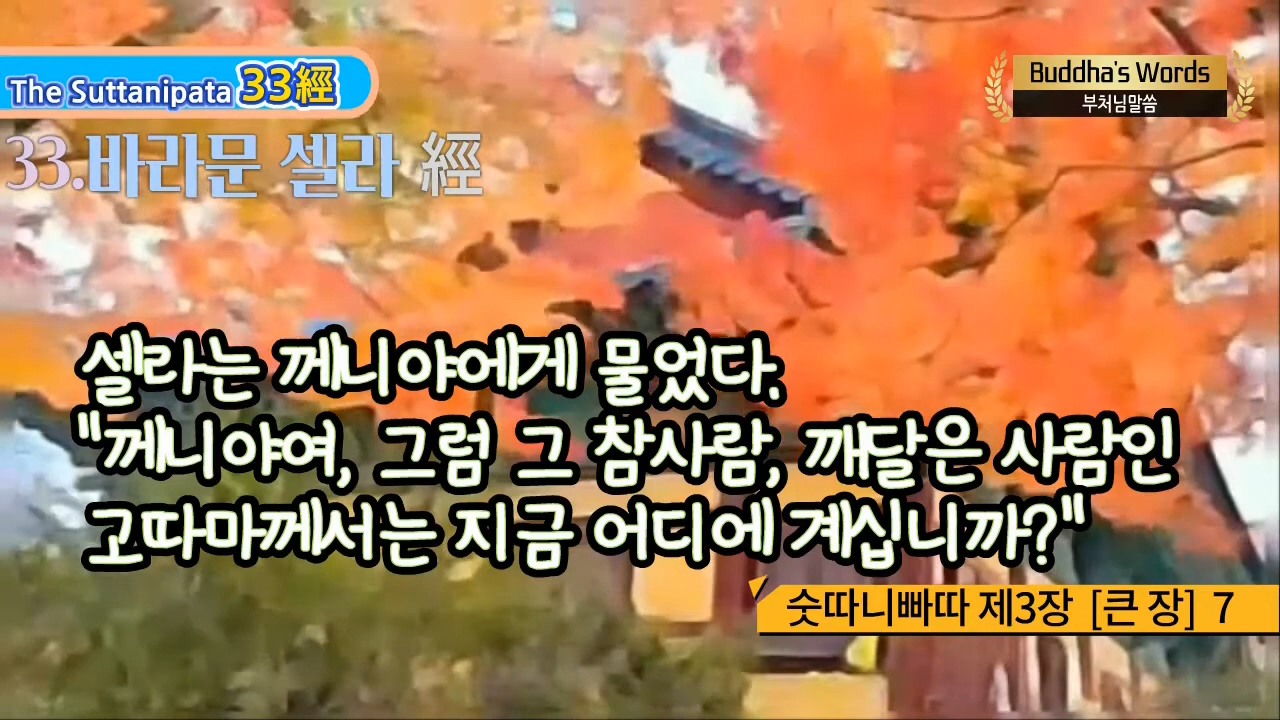 The Suttanipata 33經
Buddha's Words
부처님말씀
33.바라문 셀라 經
셀라는 께니야에게 물었다.
"께니야여, 그럼 그 참사람, 깨달은 사람인
고따마께서는 지금 어디에 계십니까?"
숫따니빠따 제3장 [큰 장] 7